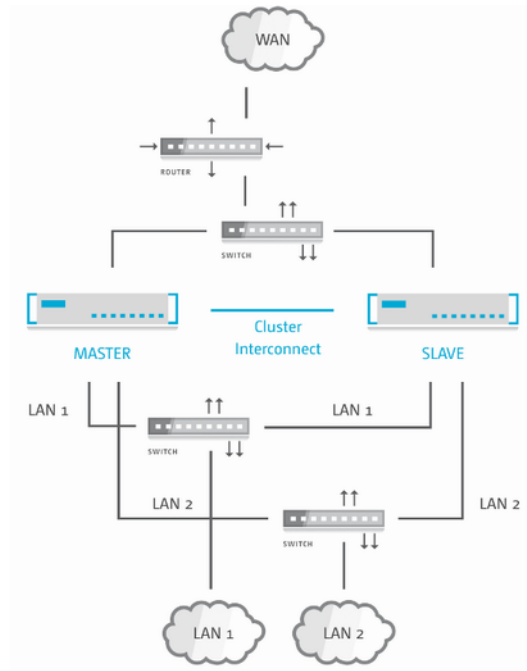 WAN
ROUTER
SWITCH
Cluster
Interconnect
MASTER
SLAVE
LAN 1
LAN 1
SWITCH
LAN 2
LAN 2
SWITCH
LAN 1
LAN 2